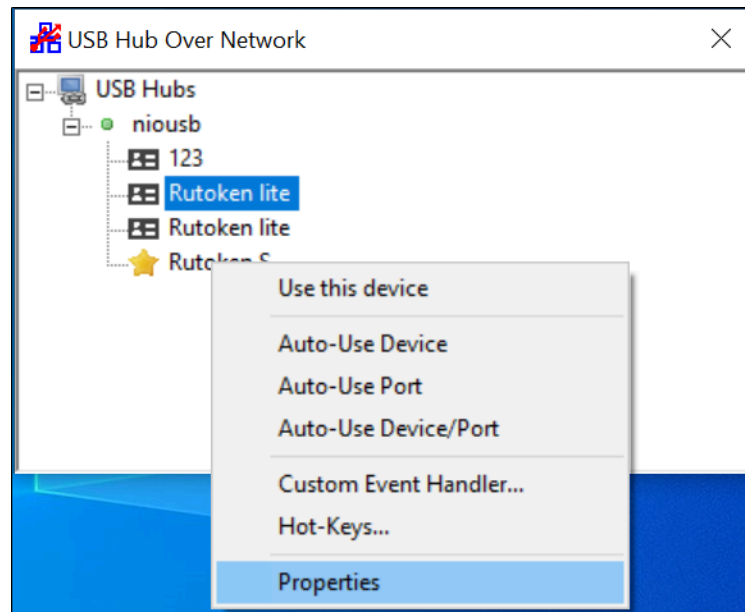 USB Hub Over Network
USB Hubs
niousb
123
Rutoken lite
Rutoken lite
Rutoken S
Use this device
Auto-Use Device
Auto-Use Port
Auto-Use Device/Port
Custom Event Handler...
Hot-Keys...
Properties